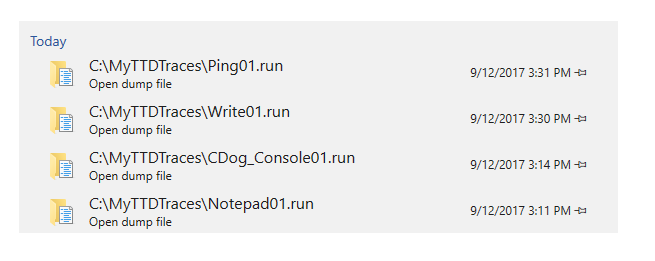 Today
C:\MyTTDTraces\Ping01.run
Open dump file
9/12/2017 3:31 PM
C:\MyTTDTraces\Write01.run
Open dump file
9/12/2017 3:30 PM
C:\MyTTDTraces\CDog_Console01.run
Open dump file
9/12/2017 3:14 PM
C:\MyTTDTraces\Notepad01.run
Open dump file
9/12/2017 3:11 PM